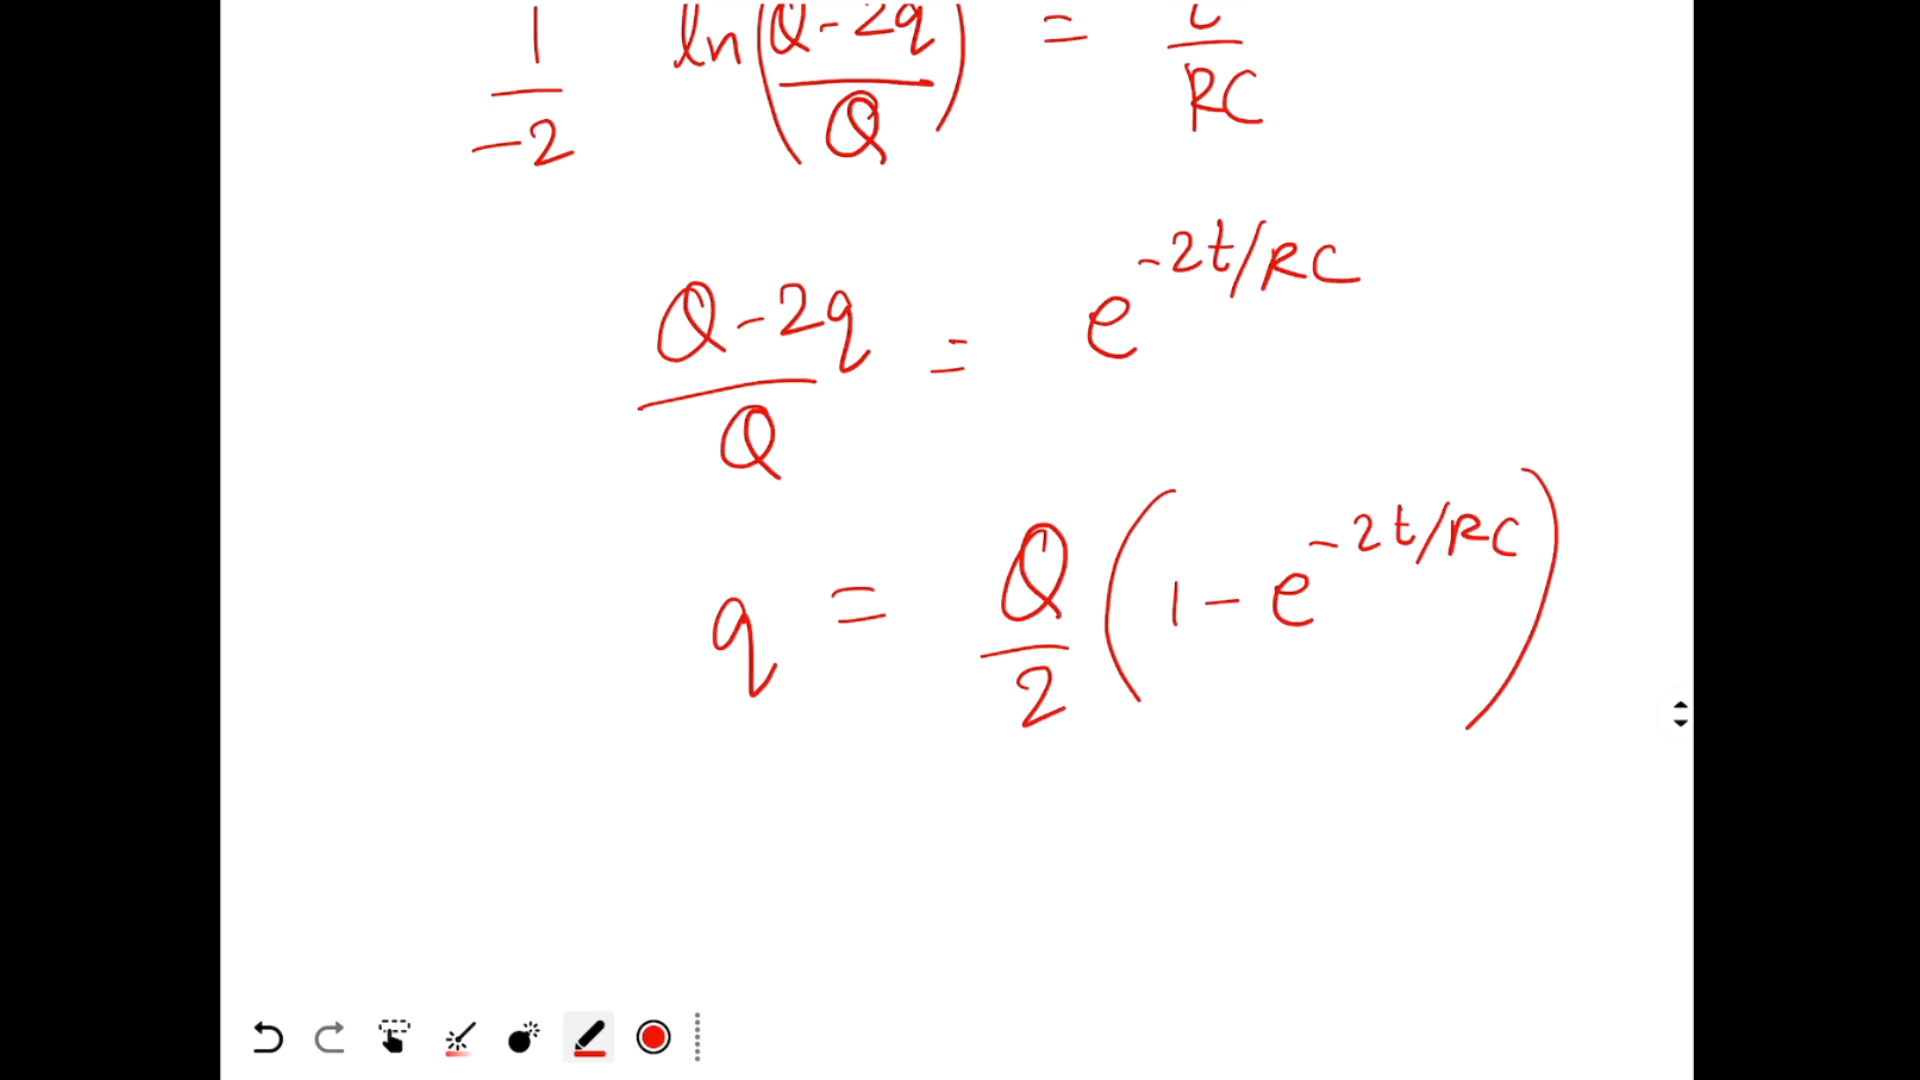 1/-2 ln(Q-2q/Q) = t/RC
Q-2q/Q = e^-2t/RC
q = Q/2 (1-e^-2t/RC)